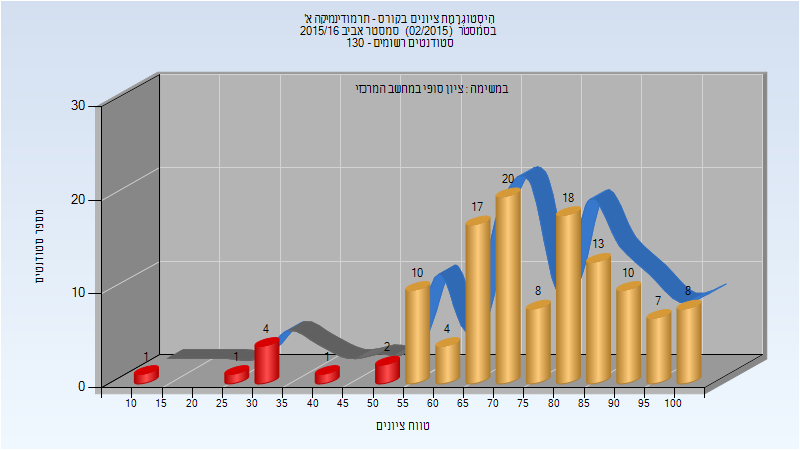 הִיסטוגרָמַת ציונים בקורס - תרמודינמיקה א'
בסמסטר (02/2015) סמסטר אביב 2015/16
סטודנטים רשומים - 130
במשימה : ציון סופי במחשב המרכזי
מספר סטודנטים
30
20
10
0
1
1
4
1
2
10
4
17
20
8
18
13
10
7
8
10 15 20 25 30 35 40 45 50 55 60 65 70 75 80 85 90 95 100
טווח ציונים